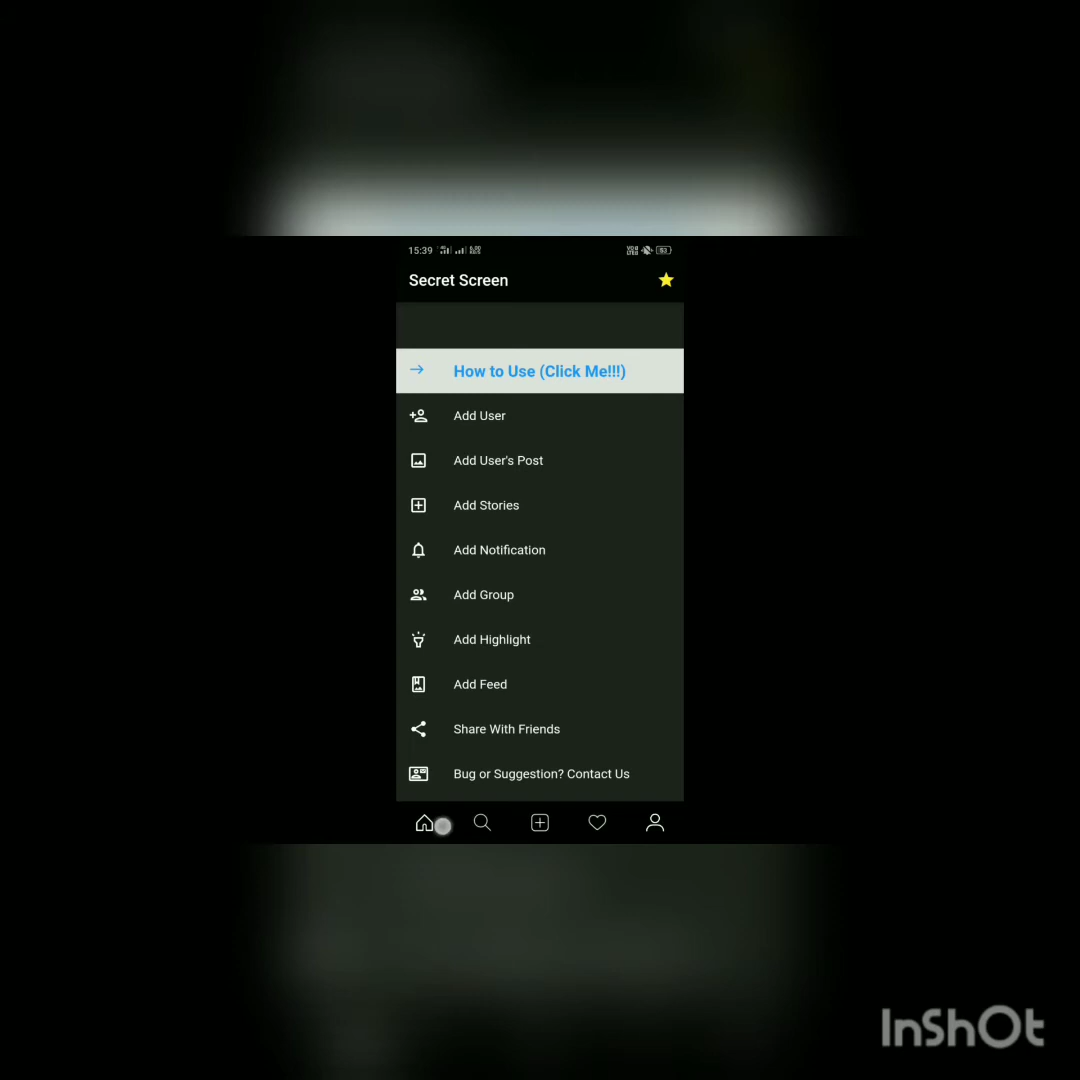 15:39
Secret Screen
How to Use (Click Me!!!)
Add User
Add User's Post
Add Stories
Add Notification
Add Group
Add Highlight
Add Feed
Share With Friends
Bug or Suggestion? Contact Us
InShOt